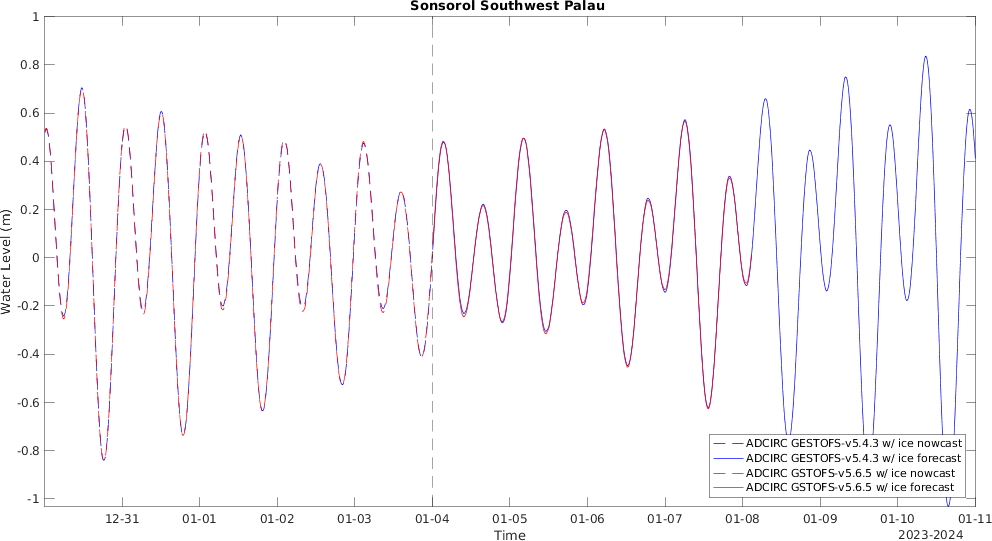 Sonsorol Southwest Palau
Water Level (m)
1
0.8
0.6
0.4
0.2
0
-0.2
-0.4
-0.6
-0.8
-1
ADCIRC GESTOFS-v5.4.3 w/ ice nowcast
ADCIRC GESTOFS-v5.4.3 w/ ice forecast
ADCIRC GSTOFS-v5.6.5 w/ ice nowcast
ADCIRC GSTOFS-v5.6.5 w/ ice forecast
12-31 01-01 01-02 01-03 01-04 01-05 01-06 01-07 01-08 01-09 01-10 01-11
Time
2023-2024